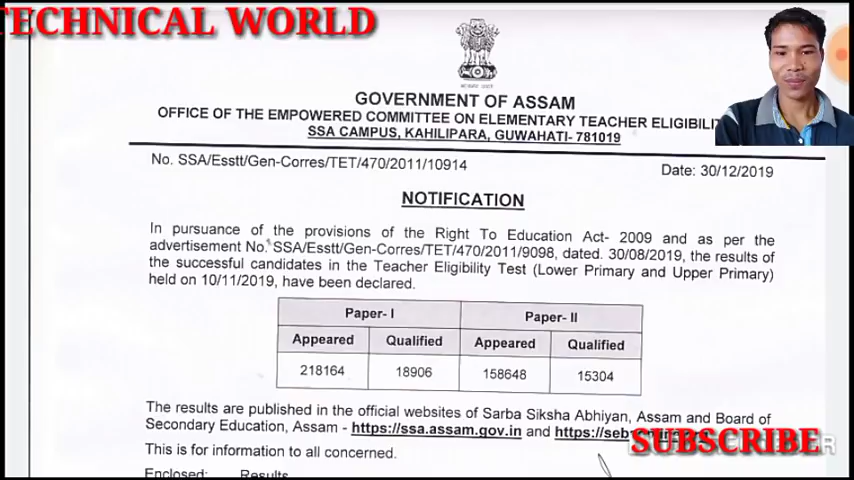 TECHNICAL WORLD
GOVERNMENT OF ASSAM
OFFICE OF THE EMPOWERED COMMITTEE ON ELEMENTARY TEACHER
SSA CAMPUS, KAHILIPARA, GUWAHATI- 781019
No. SSA/Esstt/Gen-Corres/TET/470/2011/10914
Date: 30/12/2019
NOTIFICATION
In pursuance of the provisions of the Right To Education Act- 2009 and as per the
advertisement No. SSA/Esstt/Gen-Corres/TET/470/2011/9098, dated. 30/08/2019, the results of
the successful candidates in the Teacher Eligibility Test (Lower Primary and Upper Primary)
held on 10/11/2019, have been declared.
Paper- I Paper- II
Appeared Qualified Appeared Qualified
218164 18906 158648 15304
The results are published in the official websites of Sarba Siksha Abhiyan, Assam and Board of
Secondary Education, Assam - https://ssa.assam.gov.in and
SUBSCRIBE
This is for information to all concerned.
Enclosed: Results